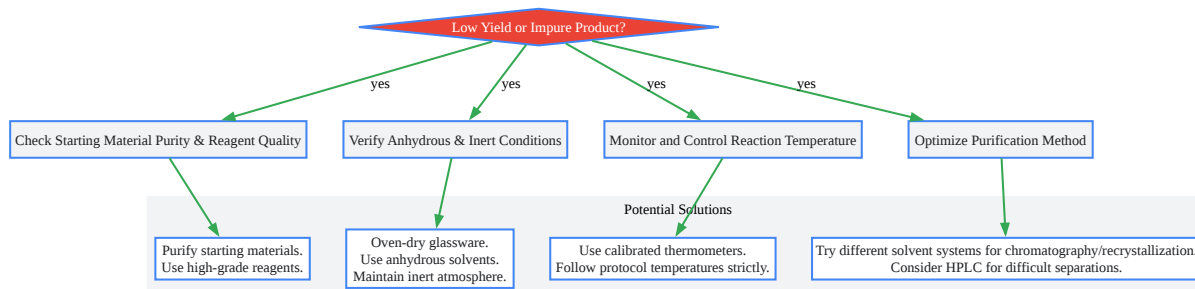 Low Yield or Impure Product?
yes
yes
yes
yes
Check Starting Material Purity & Reagent Quality
Verify Anhydrous & Inert Conditions
Monitor and Control Reaction Temperature
Optimize Purification Method
Potential Solutions
Purify starting materials.
Use high-grade reagents.
Oven-dry glassware.
Use anhydrous solvents.
Maintain inert atmosphere.
Use calibrated thermometers.
Follow protocol temperatures strictly.
Try different solvent systems for chromatography/recrystallization.
Consider HPLC for difficult separations.